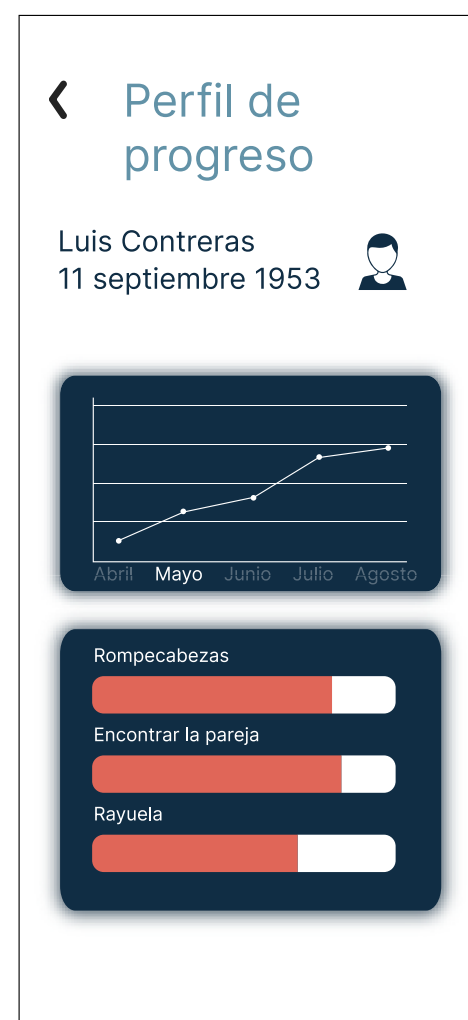 Perfil de
progreso
Luis Contreras
11 septiembre 1953
Abril Mayo Junio Julio Agosto
Rompecabezas
Encontrar la pareja
Rayuela